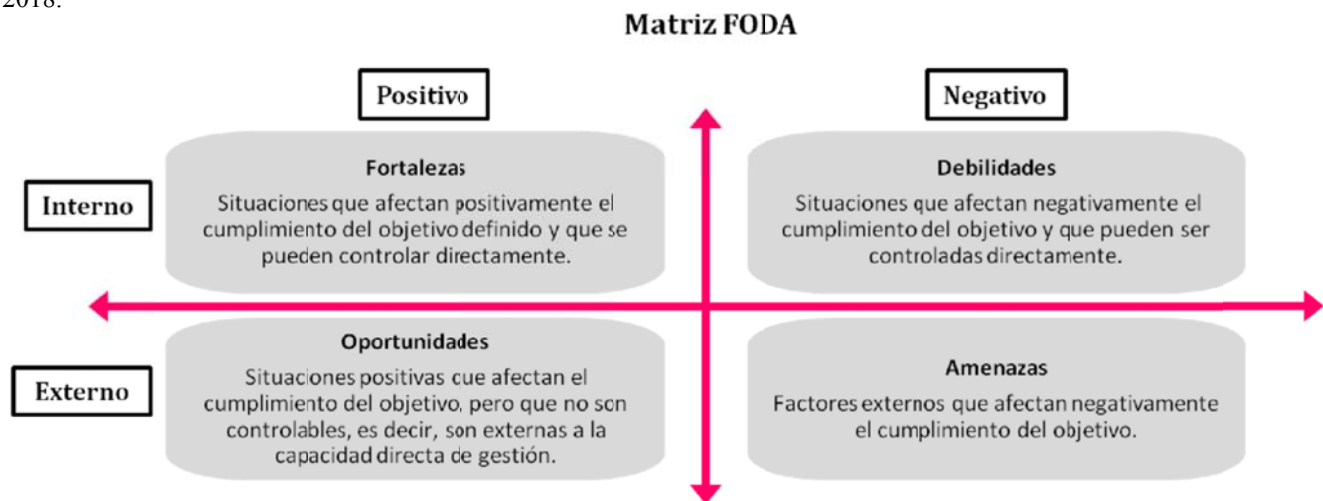 2018.
Matriz FODA
Positivo
Negativo
Interno
Fortalezas
Situaciones que afectan positivamente el
cumplimiento del objetivo definido y que se
pueden controlar directamente.
Debilidades
Situaciones que afectan negativamente el
cumplimiento del objetivo y que pueden ser
controladas directamente.
Externo
Oportunidades
Situaciones positivas que afectan el
cumplimiento del objetivo, pero que no son
controlables, es decir, son externas a la
capacidad directa de gestión.
Amenazas
Factores externos que afectan negativamente
el cumplimiento del objetivo.